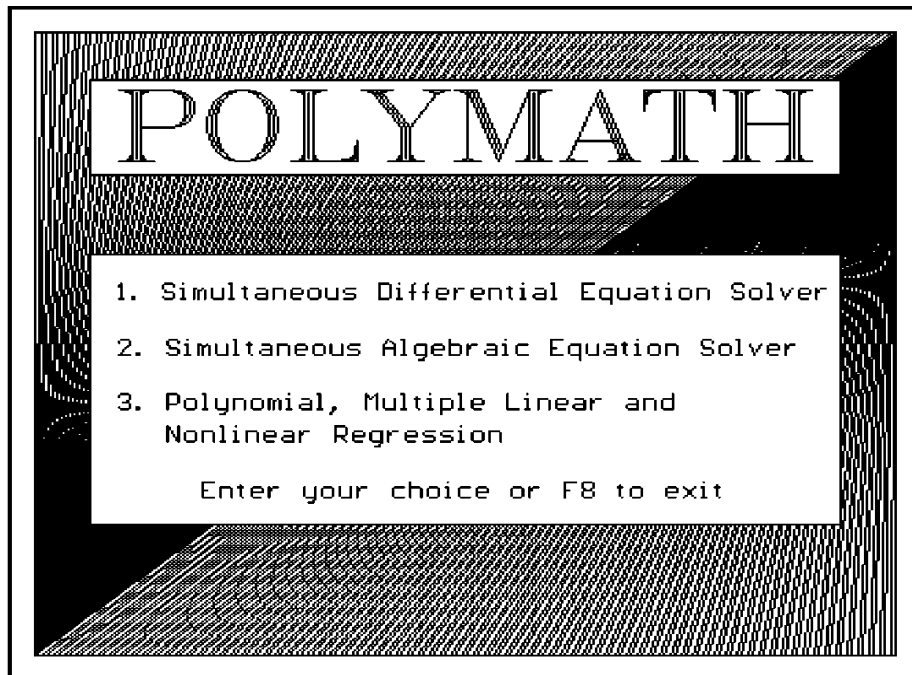 POLYMATH
1. Simultaneous Differential Equation Solver
2. Simultaneous Algebraic Equation Solver
3. Polynomial, Multiple Linear and
Nonlinear Regression
Enter your choice or F8 to exit